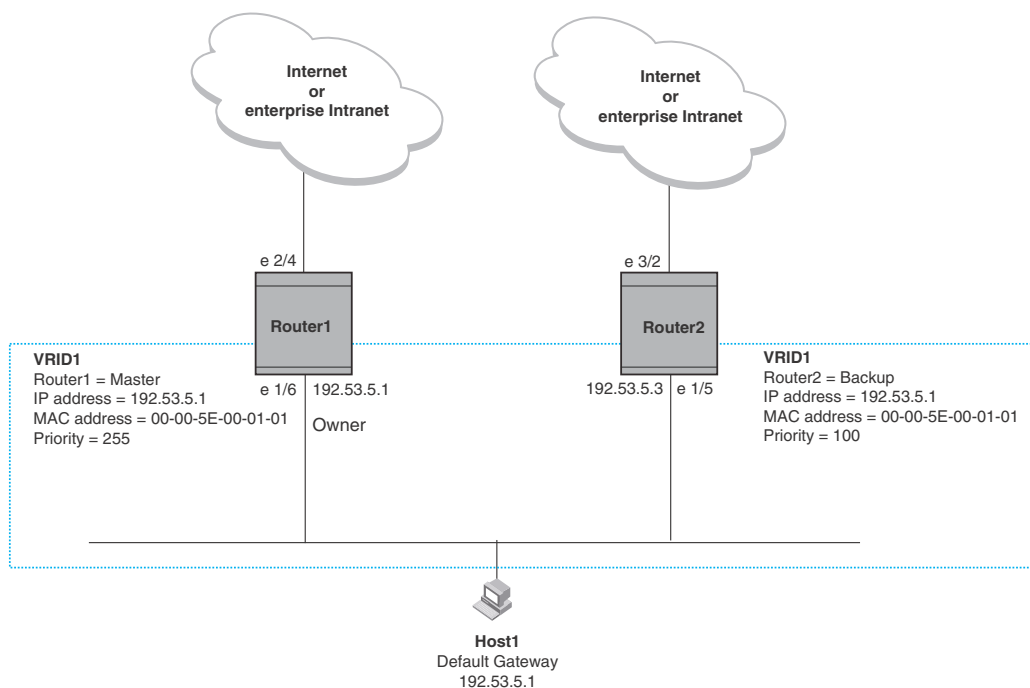 Internet
or
enterprise Intranet
Internet
or
enterprise Intranet
e 2/4
e 3/2
Router1
Router2
VRID1
Router1 = Master
IP address = 192.53.5.1
MAC address = 00-00-5E-00-01-01
Priority = 255
e 1/6
192.53.5.1
Owner
192.53.5.3
e 1/5
VRID1
Router2 = Backup
IP address = 192.53.5.1
MAC address = 00-00-5E-00-01-01
Priority = 100
Host1
Default Gateway
192.53.5.1